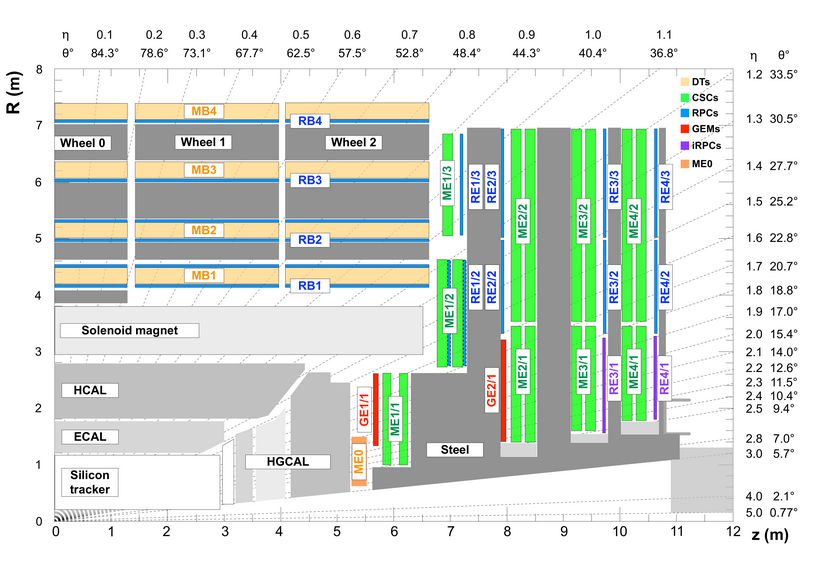 η 0.1 0.2 0.3 0.4 0.5 0.6 0.7 0.8 0.9 1.0 1.1
θ° 84.3° 78.6° 73.1° 67.7° 62.5° 57.5° 52.8° 48.4° 44.3° 40.4° 36.8°
η θ°
R (m)
8
7
6
5
4
3
2
1
0
1.2 33.5°
1.3 30.5°
1.4 27.7°
1.5 25.2°
1.6 22.8°
1.7 20.7°
1.8 18.8°
1.9 17.0°
2.0 15.4°
2.1 14.0°
2.2 12.6°
2.3 11.5°
2.4 10.4°
2.5 9.4°
2.8 7.0°
3.0 5.7°
4.0 2.1°
5.0 0.77°
DTs
CSCs
RPCs
GEMs
iRPCs
ME0
MB4
RB4
Wheel 0 Wheel 1 Wheel 2
MB3
RB3
MB2
RB2
MB1
RB1
Solenoid magnet
HCAL
ECAL
Silicon
tracker
HGCAL
Steel
ME0
GE1/1
ME1/1
ME1/2
ME1/3
RE1/3
RE2/3
RE1/2
RE2/2
GE2/1
ME2/2
ME2/1
ME3/2
ME3/1
RE3/3
RE3/2
RE3/1
ME4/2
ME4/1
RE4/3
RE4/2
RE4/1
0 1 2 3 4 5 6 7 8 9 10 11 12
z (m)